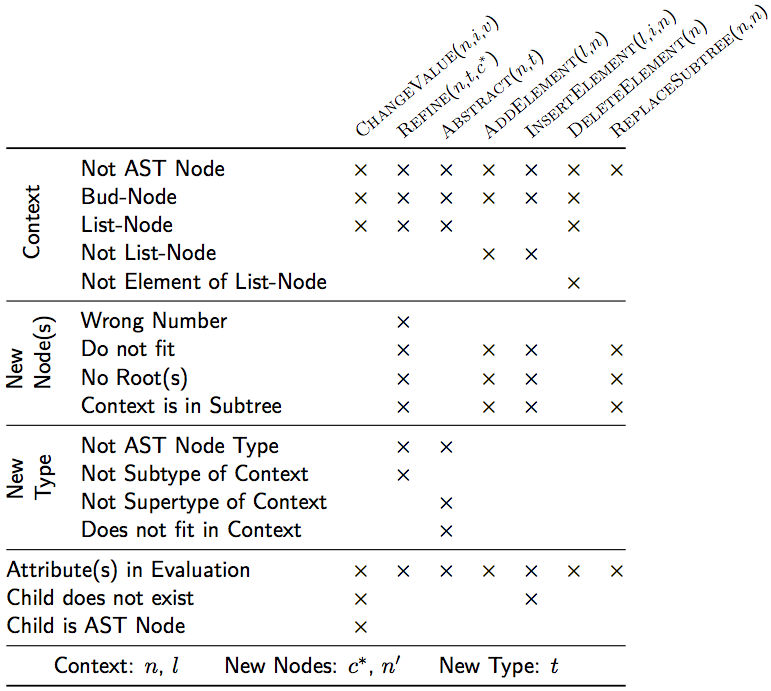 ChangeValue(n,i,v)
Refine(n,t,c*)
Abstract(n,t)
AddElement(l,n)
InsertElement(l,i,n)
DeleteElement(n)
ReplaceSubtree(n,n)
Context
Not AST Node × × × × × × ×
Bud-Node × × × × × ×
List-Node × × × ×
Not List-Node × ×
Not Element of List-Node ×
New Node(s)
Wrong Number ×
Do not fit × × × ×
No Root(s) × × × ×
Context is in Subtree × × × ×
New Type
Not AST Node Type × ×
Not Subtype of Context ×
Not Supertype of Context ×
Does not fit in Context ×
Attribute(s) in Evaluation × × × × × × ×
Child does not exist × ×
Child is AST Node ×
Context: n, l New Nodes: c*, n′ New Type: t